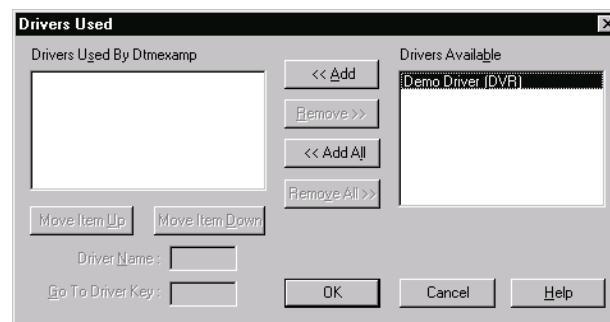 Drivers Used
Drivers Used By Dtmexamp
Drivers Available
<< Add
Demo Driver (DVR)
Remove >>
<< Add All
Remove All >>
Move Item Up
Move Item Down
Driver Name :
Go To Driver Key :
OK
Cancel
Help